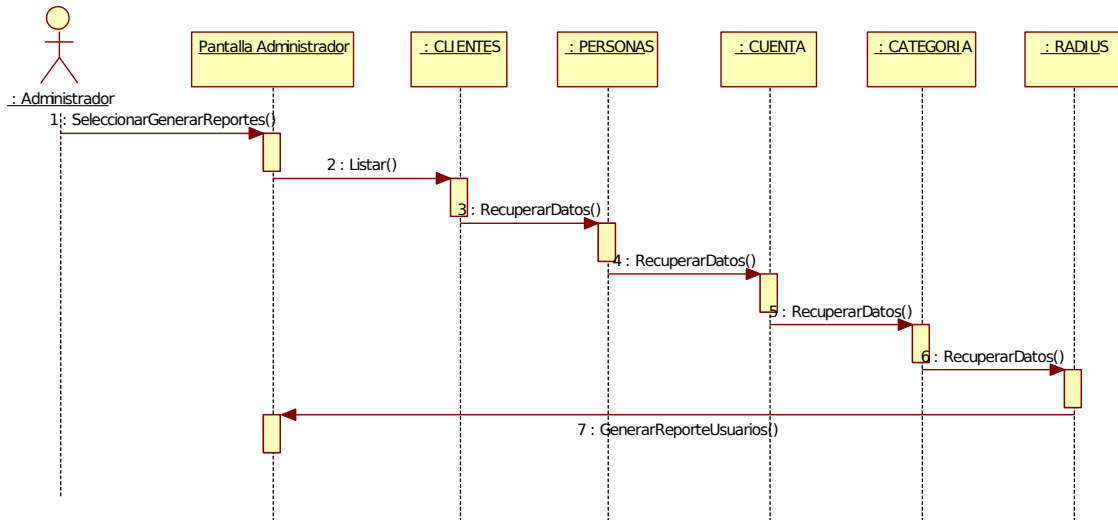 Pantalla Administrador
: CLIENTES
: PERSONAS
: CUENTA
: CATEGORIA
: RADIUS
: Administrador
1 : SeleccionarGenerarReportes()
2 : Listar()
3 : RecuperarDatos()
4 : RecuperarDatos()
5 : RecuperarDatos()
6 : RecuperarDatos()
7 : GenerarReporteUsuarios()